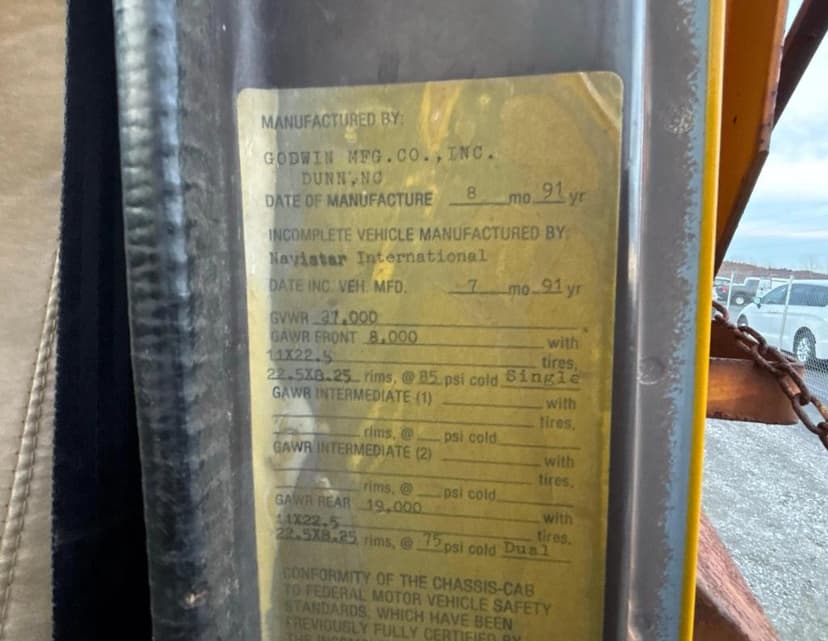 MANUFACTURED BY:
GODWIN MFG.CO.,INC.
DUNN,NC
DATE OF MANUFACTURE 8 mo 91 yr
INCOMPLETE VEHICLE MANUFACTURED BY:
Navistar International
DATE INC. VEH. MFD. 7 mo 91 yr
GVWR 27,000
GAWR FRONT 8,000 with
11X22.5 tires,
22.5X8.25 rims, @ 85 psi cold Single
GAWR INTERMEDIATE (1) with
tires,
rims, @ psi cold
GAWR INTERMEDIATE (2) with
tires,
rims, @ psi cold
GAWR REAR 19,000 with
11X22.5 tires,
22.5X8.25 rims, @ 75 psi cold Dual
CONFORMITY OF THE CHASSIS-CAB
TO FEDERAL MOTOR VEHICLE SAFETY
STANDARDS, WHICH HAVE BEEN
PREVIOUSLY FULLY CERTIFIED BY